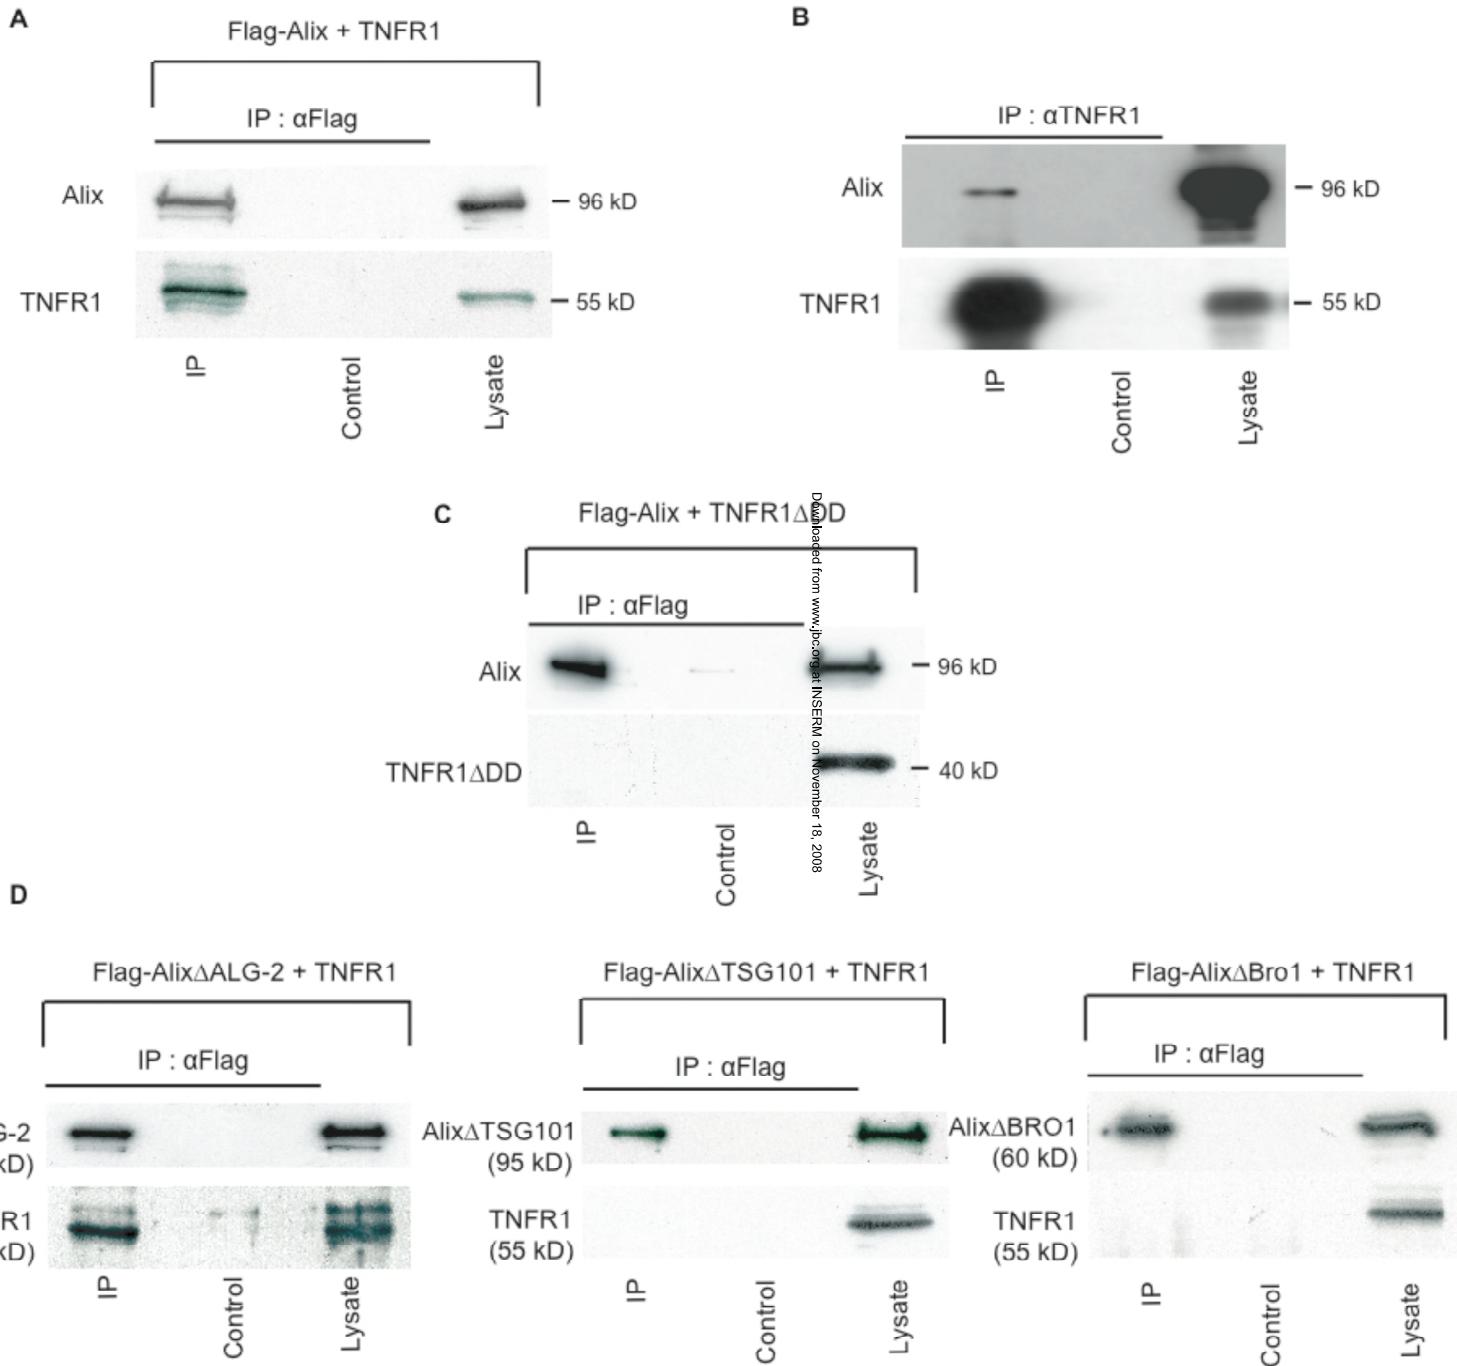 A
Flag-Alix + TNFR1
IP : αFlag
Alix
96 kD
TNFR1
55 kD
IP
Control
Lysate
B
IP : αTNFR1
Alix
96 kD
TNFR1
55 kD
IP
Control
Lysate
C
Flag-Alix + TNFR1ΔDD
IP : αFlag
Alix
96 kD
TNFR1ΔDD
40 kD
IP
Control
Lysate
Downloaded from www.jbc.org at INSERM on November 18, 2008
D
Flag-AlixΔALG-2 + TNFR1
IP : αFlag
G-2
kD)
R1
kD)
IP
Control
Lysate
Flag-AlixΔTSG101 + TNFR1
IP : αFlag
AlixΔTSG101
(95 kD)
TNFR1
(55 kD)
IP
Control
Lysate
Flag-AlixΔBro1 + TNFR1
IP : αFlag
AlixΔBRO1
(60 kD)
TNFR1
(55 kD)
IP
Control
Lysate